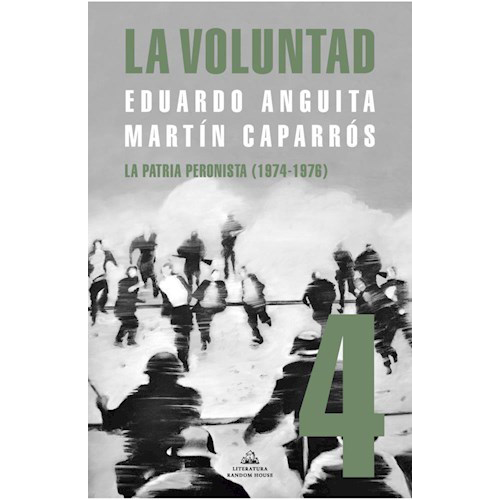 LA VOLUNTAD
EDUARDO ANGUITA
MARTÍN CAPARRÓS
LA PATRIA PERONISTA (1974-1976)
4
LITERATURA
RANDOM HOUSE